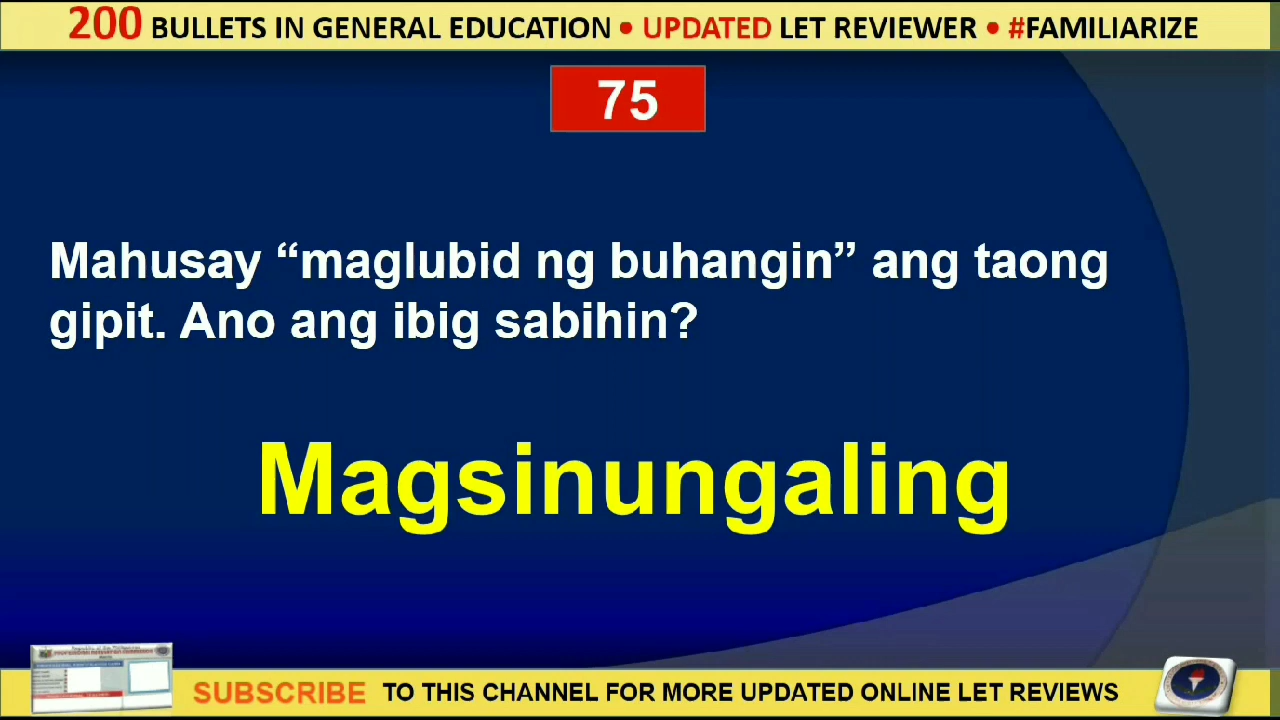 200 BULLETS IN GENERAL EDUCATION • UPDATED LET REVIEWER • #FAMILIARIZE
75
Mahusay “maglubid ng buhangin” ang taong
gipit. Ano ang ibig sabihin?
Magsinungaling
SUBSCRIBE TO THIS CHANNEL FOR MORE UPDATED ONLINE LET REVIEWS